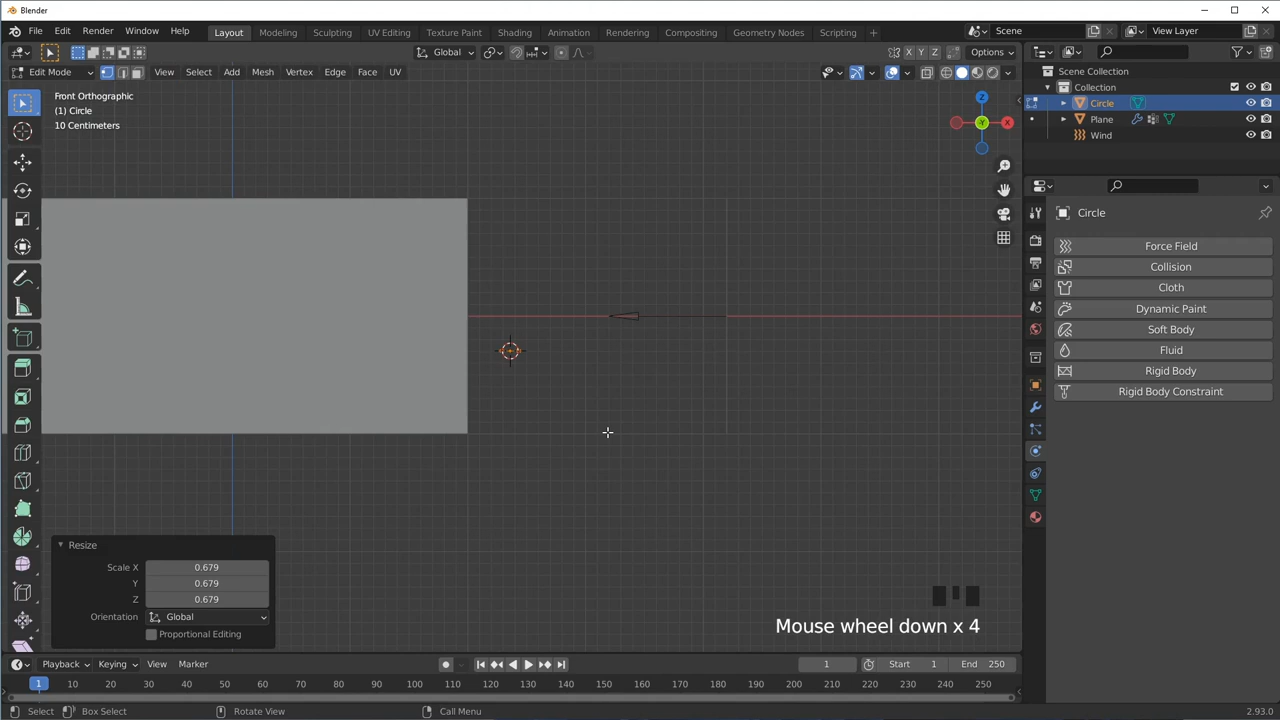 Blender
File Edit Render Window Help Layout Modeling Sculpting UV Editing Texture Paint Shading Animation Rendering Compositing Geometry Nodes Scripting + Scene View Layer
Global Options
X Y Z
Edit Mode View Select Add Mesh Vertex Edge Face UV
Scene Collection
Collection
Circle
Plane
Wind
Front Orthographic
(1) Circle
10 Centimeters
Z
Y
X
Circle
Force Field
Collision
Cloth
Dynamic Paint
Soft Body
Fluid
Rigid Body
Rigid Body Constraint
Resize
Scale X 0.679
Y 0.679
Z 0.679
Orientation Global
Proportional Editing
Mouse wheel down x 4
Playback Keying View Marker 1 Start 1 End 250
1 10 20 30 40 50 60 70 80 90 100 110 120 130 140 150 160 170 180 190 200 210 220 230 240 250
Select Box Select Rotate View Call Menu 2.93.0